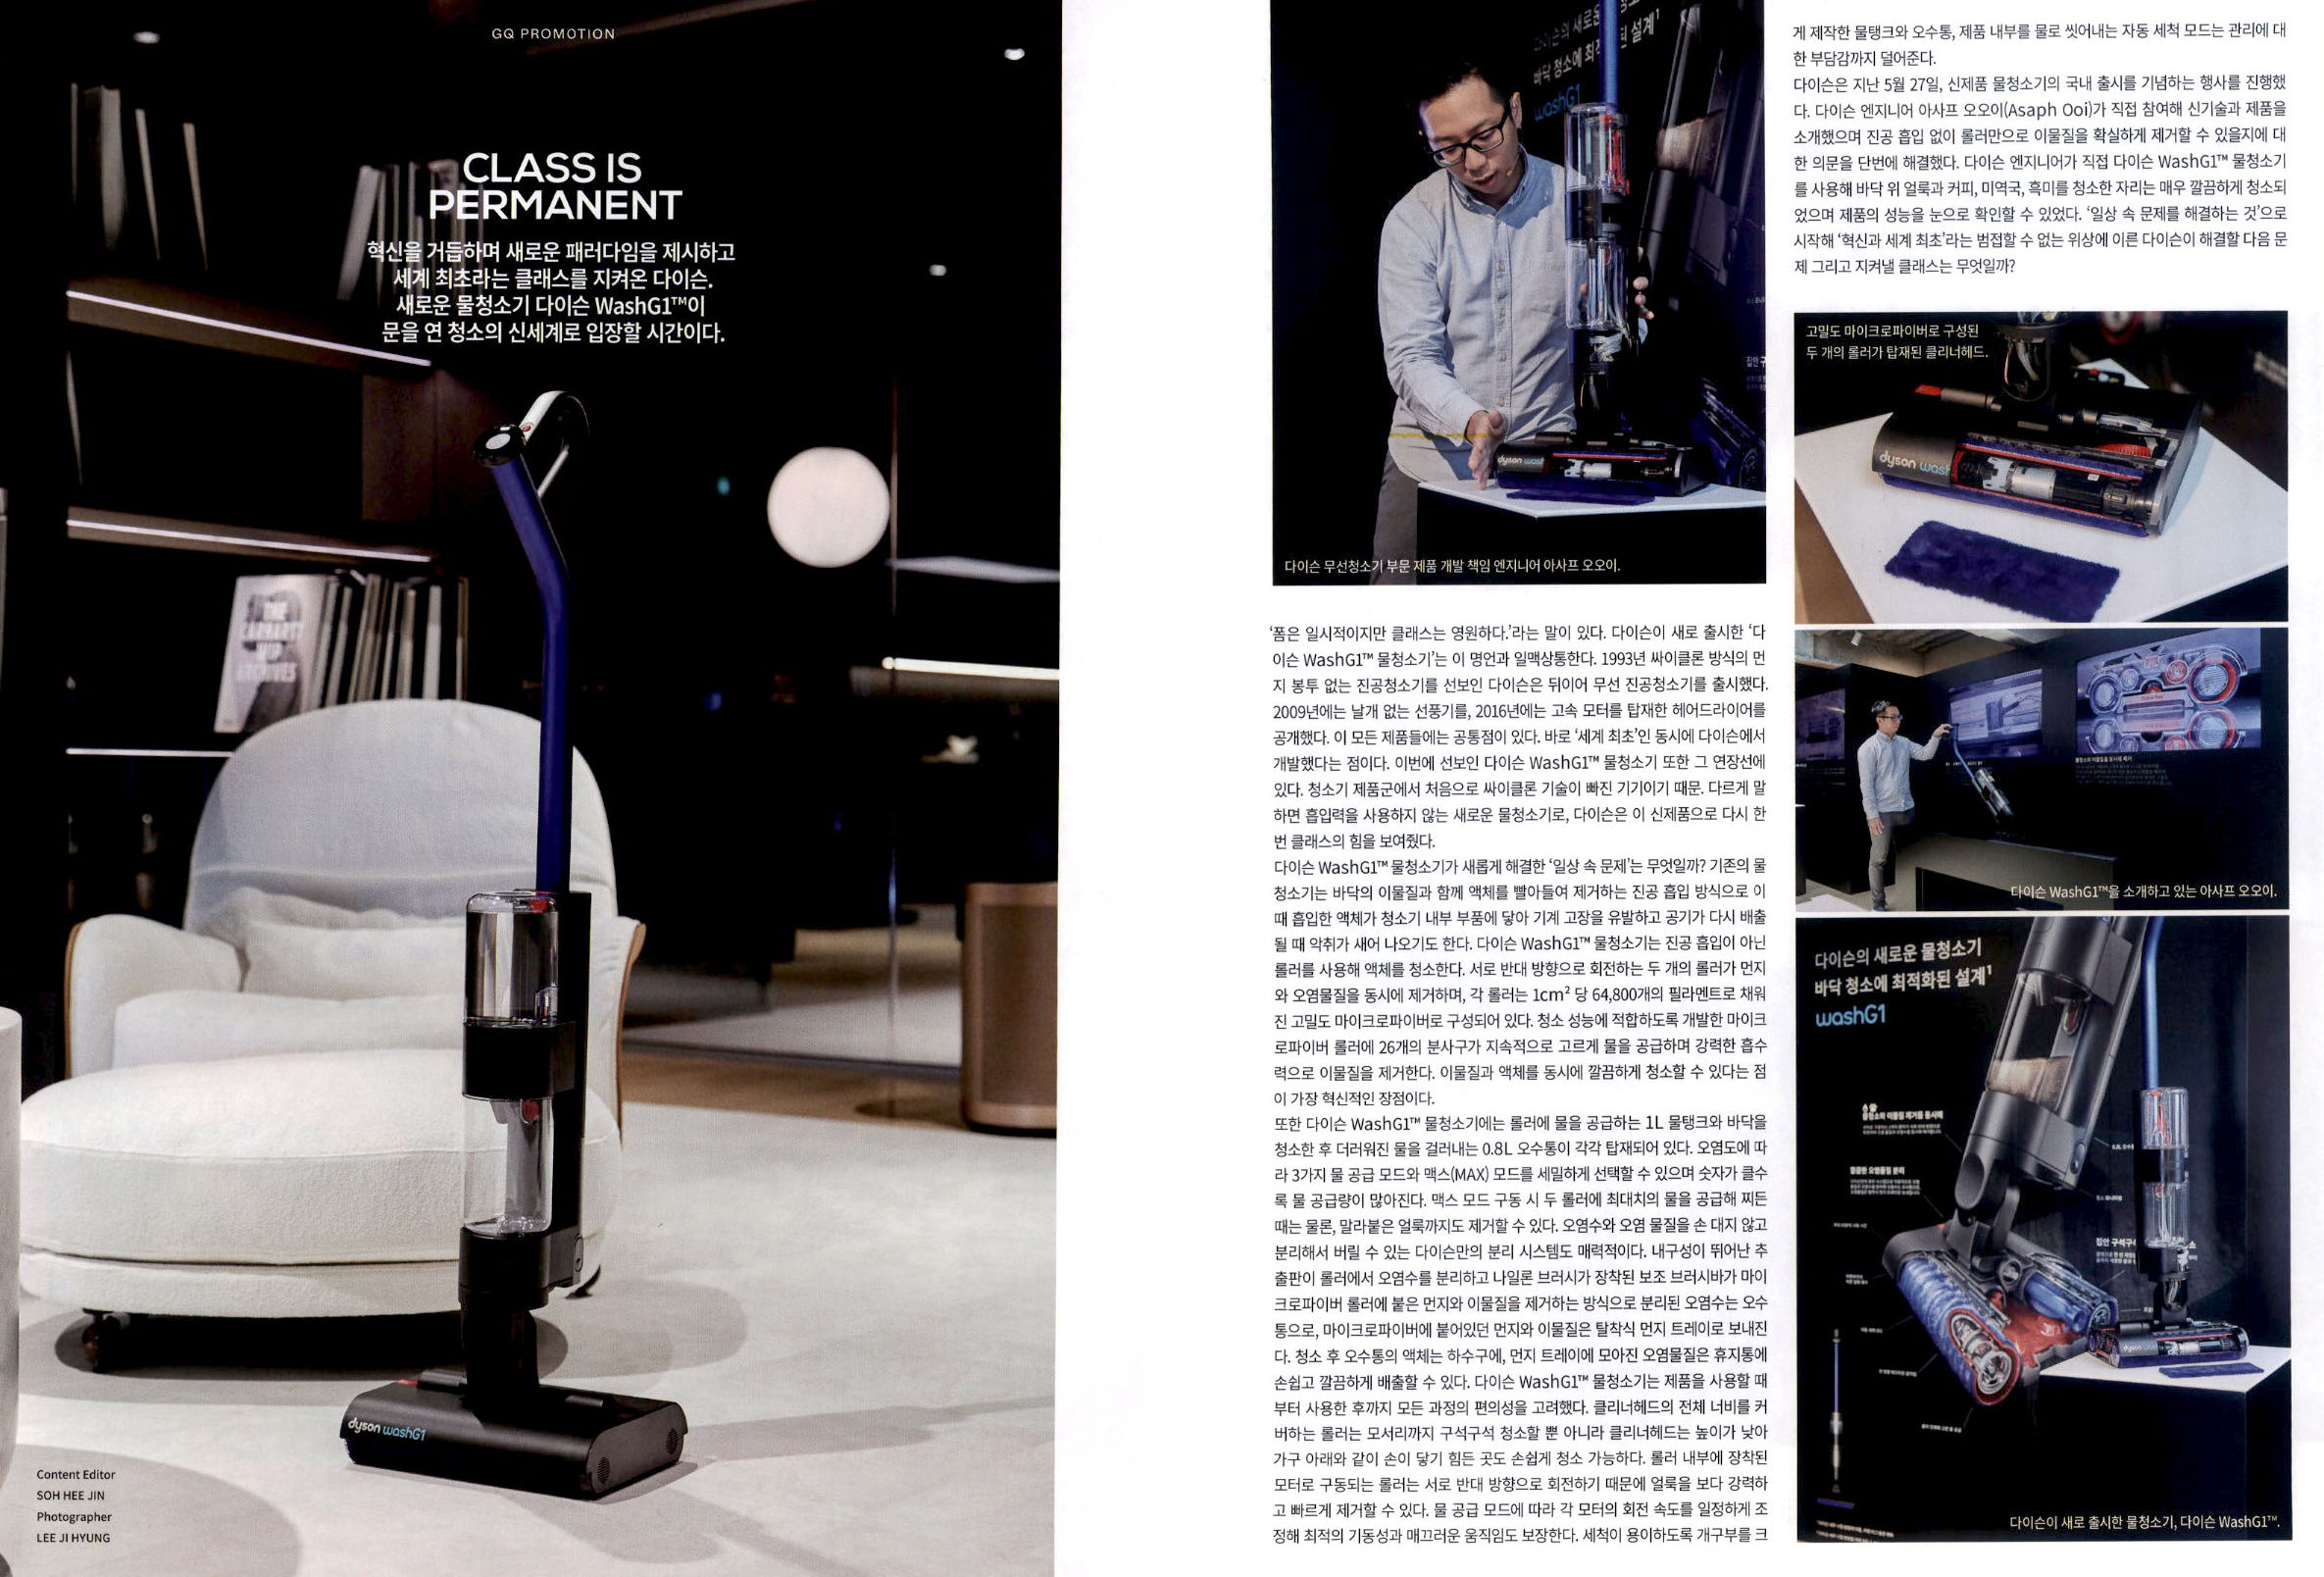 GQ PROMOTION
CLASS IS
PERMANENT
혁신을 거듭하며 새로운 패러다임을 제시하고
세계 최초라는 클래스를 지켜온 다이슨.
새로운 물청소기 다이슨 WashG1™이
문을 연 청소의 신세계로 입장할 시간이다.
THE
CARHARTT
WIP
ARCHIVES
dyson washG1
Content Editor
SOH HEE JIN
Photographer
LEE JI HYUNG
washG1
dyson wash
다이슨 무선청소기 부문 제품 개발 책임 엔지니어 아사프 오오이.
‘폼은 일시적이지만 클래스는 영원하다.’라는 말이 있다. 다이슨이 새로 출시한 ‘다
이슨 WashG1™ 물청소기’는 이 명언과 일맥상통한다. 1993년 싸이클론 방식의 먼
지 봉투 없는 진공청소기를 선보인 다이슨은 뒤이어 무선 진공청소기를 출시했다.
2009년에는 날개 없는 선풍기를, 2016년에는 고속 모터를 탑재한 헤어드라이어를
공개했다. 이 모든 제품들에는 공통점이 있다. 바로 ‘세계 최초’인 동시에 다이슨에서
개발했다는 점이다. 이번에 선보인 다이슨 WashG1™ 물청소기 또한 그 연장선에
있다. 청소기 제품군에서 처음으로 싸이클론 기술이 빠진 기기이기 때문. 다르게 말
하면 흡입력을 사용하지 않는 새로운 물청소기로, 다이슨은 이 신제품으로 다시 한
번 클래스의 힘을 보여줬다.
다이슨 WashG1™ 물청소기가 새롭게 해결한 ‘일상 속 문제’는 무엇일까? 기존의 물
청소기는 바닥의 이물질과 함께 액체를 빨아들여 제거하는 진공 흡입 방식으로 이
때 흡입한 액체가 청소기 내부 부품에 닿아 기계 고장을 유발하고 공기가 다시 배출
될 때 악취가 새어 나오기도 한다. 다이슨 WashG1™ 물청소기는 진공 흡입이 아닌
롤러를 사용해 액체를 청소한다. 서로 반대 방향으로 회전하는 두 개의 롤러가 먼지
와 오염물질을 동시에 제거하며, 각 롤러는 1cm² 당 64,800개의 필라멘트로 채워
진 고밀도 마이크로파이버로 구성되어 있다. 청소 성능에 적합하도록 개발한 마이크
로파이버 롤러에 26개의 분사구가 지속적으로 고르게 물을 공급하며 강력한 흡수
력으로 이물질을 제거한다. 이물질과 액체를 동시에 깔끔하게 청소할 수 있다는 점
이 가장 혁신적인 장점이다.
또한 다이슨 WashG1™ 물청소기에는 롤러에 물을 공급하는 1L 물탱크와 바닥을
청소한 후 더러워진 물을 걸러내는 0.8L 오수통이 각각 탑재되어 있다. 오염도에 따
라 3가지 물 공급 모드와 맥스(MAX) 모드를 세밀하게 선택할 수 있으며 숫자가 클수
록 물 공급량이 많아진다. 맥스 모드 구동 시 두 롤러에 최대치의 물을 공급해 찌든
때는 물론, 말라붙은 얼룩까지도 제거할 수 있다. 오염수와 오염 물질을 손 대지 않고
분리해서 버릴 수 있는 다이슨만의 분리 시스템도 매력적이다. 내구성이 뛰어난 추
출판이 롤러에서 오염수를 분리하고 나일론 브러시가 장착된 보조 브러시바가 마이
크로파이버 롤러에 붙은 먼지와 이물질을 제거하는 방식으로 분리된 오염수는 오수
통으로, 마이크로파이버에 붙어있던 먼지와 이물질은 탈착식 먼지 트레이로 보내진
다. 청소 후 오수통의 액체는 하수구에, 먼지 트레이에 모아진 오염물질은 휴지통에
손쉽고 깔끔하게 배출할 수 있다. 다이슨 WashG1™ 물청소기는 제품을 사용할 때
부터 사용한 후까지 모든 과정의 편의성을 고려했다. 클리너헤드의 전체 너비를 커
버하는 롤러는 모서리까지 구석구석 청소할 뿐 아니라 클리너헤드는 높이가 낮아
가구 아래와 같이 손이 닿기 힘든 곳도 손쉽게 청소 가능하다. 롤러 내부에 장착된
모터로 구동되는 롤러는 서로 반대 방향으로 회전하기 때문에 얼룩을 보다 강력하
고 빠르게 제거할 수 있다. 물 공급 모드에 따라 각 모터의 회전 속도를 일정하게 조
정해 최적의 기동성과 매끄러운 움직임도 보장한다. 세척이 용이하도록 개구부를 크
게 제작한 물탱크와 오수통, 제품 내부를 물로 씻어내는 자동 세척 모드는 관리에 대
한 부담감까지 덜어준다.
다이슨은 지난 5월 27일, 신제품 물청소기의 국내 출시를 기념하는 행사를 진행했
다. 다이슨 엔지니어 아사프 오오이(Asaph Ooi)가 직접 참여해 신기술과 제품을
소개했으며 진공 흡입 없이 롤러만으로 이물질을 확실하게 제거할 수 있을지에 대
한 의문을 단번에 해결했다. 다이슨 엔지니어가 직접 다이슨 WashG1™ 물청소기
를 사용해 바닥 위 얼룩과 커피, 미역국, 흑미를 청소한 자리는 매우 깔끔하게 청소되
었으며 제품의 성능을 눈으로 확인할 수 있었다. ‘일상 속 문제를 해결하는 것’으로
시작해 ‘혁신과 세계 최초’라는 범접할 수 없는 위상에 이른 다이슨이 해결할 다음 문
제 그리고 지켜낼 클래스는 무엇일까?
고밀도 마이크로파이버로 구성된
두 개의 롤러가 탑재된 클리너헤드.
dyson wash
다이슨 WashG1™을 소개하고 있는 아사프 오오이.
다이슨의 새로운 물청소기
바닥 청소에 최적화된 설계¹
washG1
다이슨이 새로 출시한 물청소기, 다이슨 WashG1™.